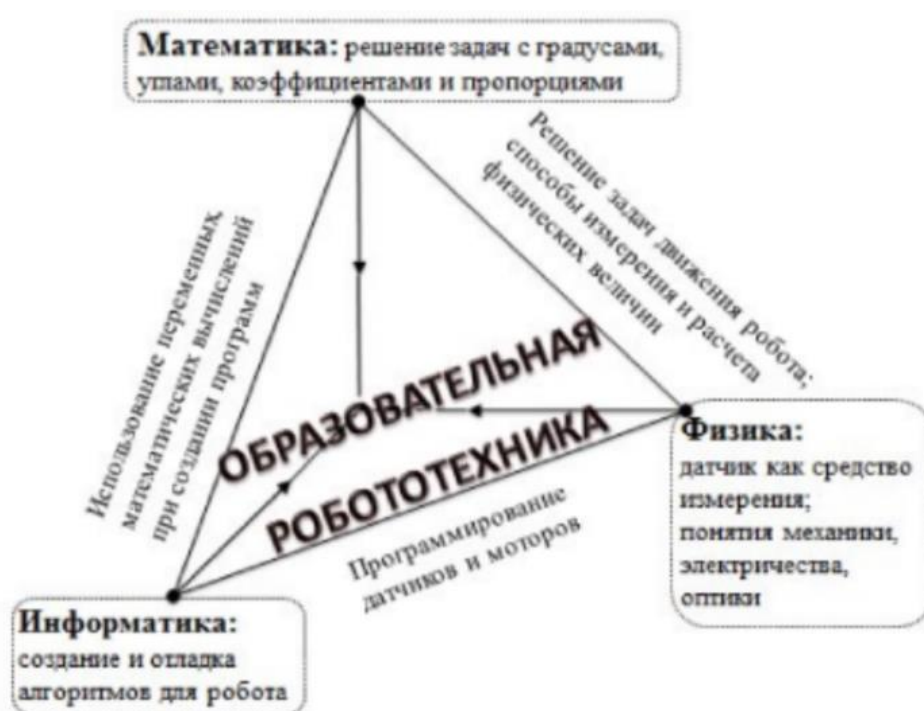 Математика: решение задач с градусами,
углами, коэффициентами и пропорциями
Решение задач движения робота;
способы измерения и расчета
физических величин
Использование переменных,
математических вычислений
при создании программ
ОБРАЗОВАТЕЛЬНАЯ
РОБОТОТЕХНИКА
Физика:
датчик как средство
измерения;
понятия механики,
электричества,
оптики
Программирование
датчиков и моторов
Информатика:
создание и отладка
алгоритмов для робота